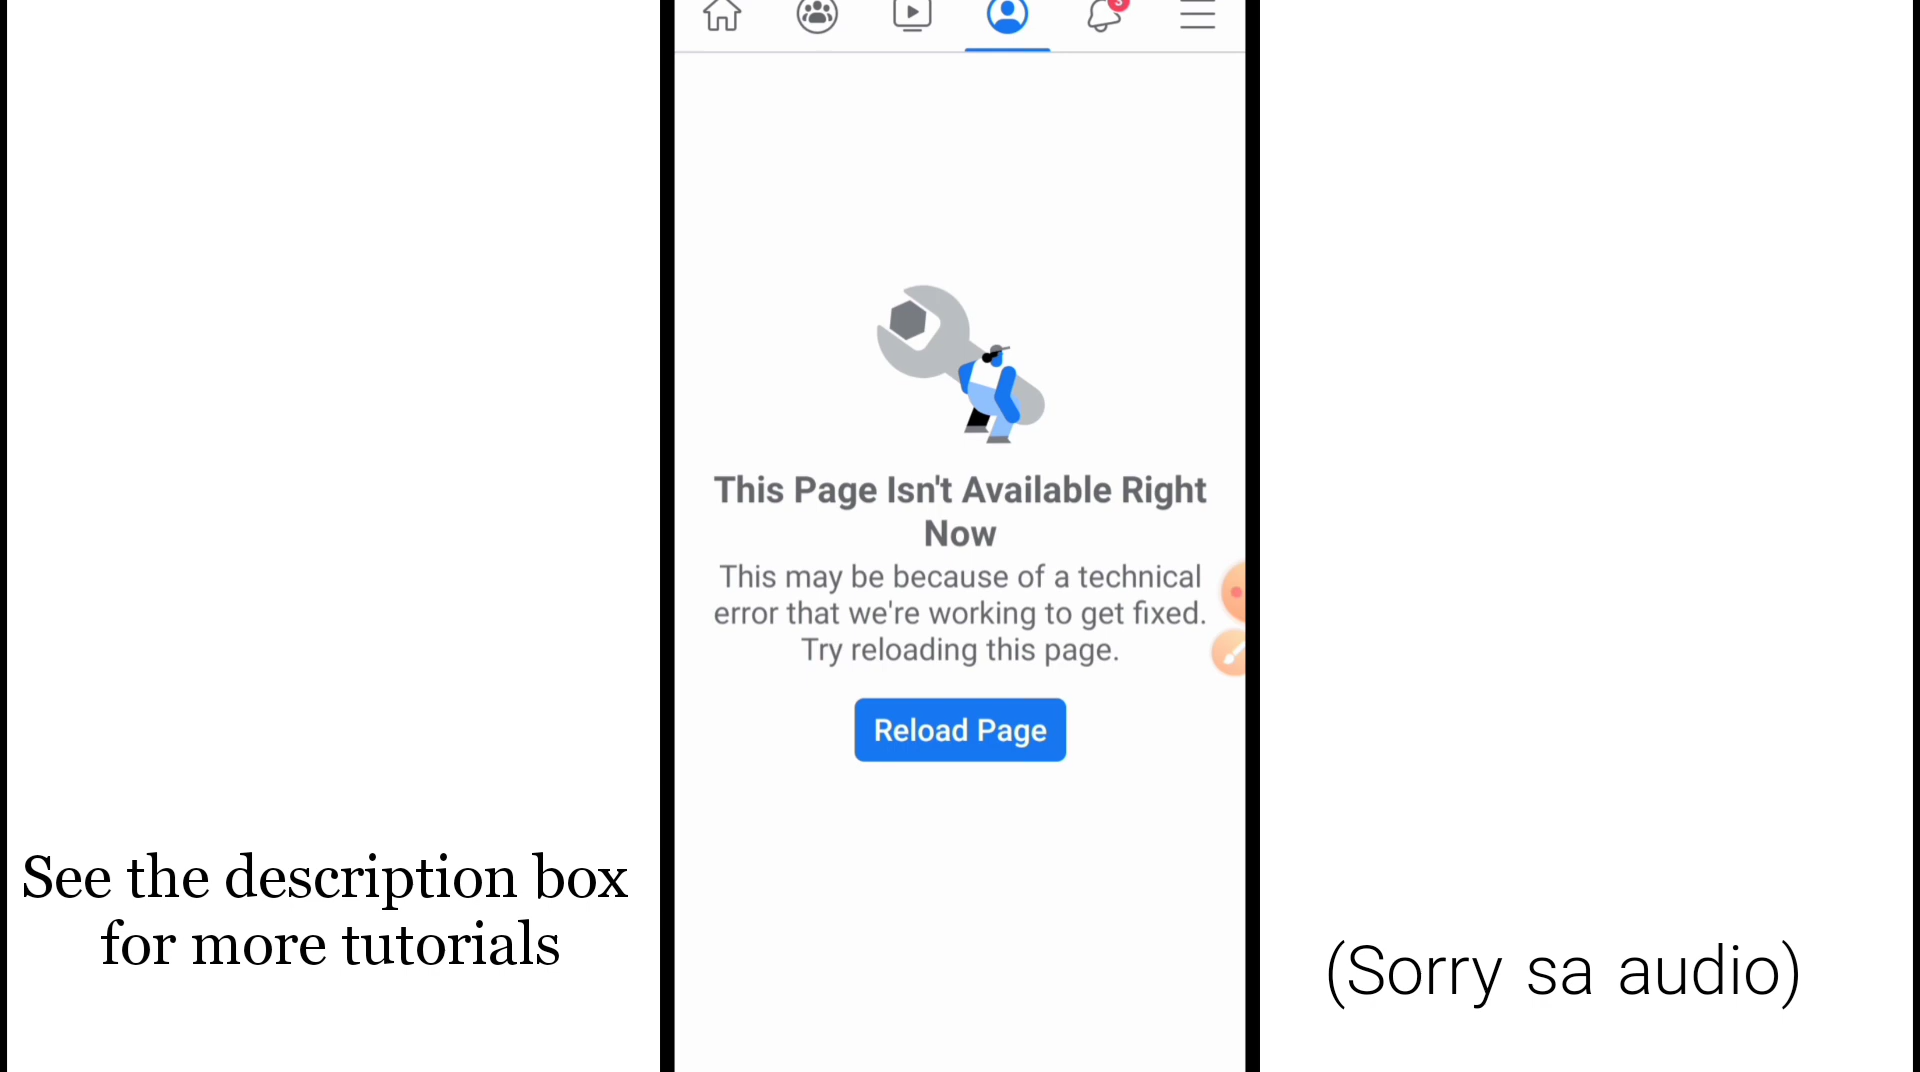 3
This Page Isn't Available Right
Now
This may be because of a technical
error that we're working to get fixed.
Try reloading this page.
Reload Page
See the description box
for more tutorials
(Sorry sa audio)